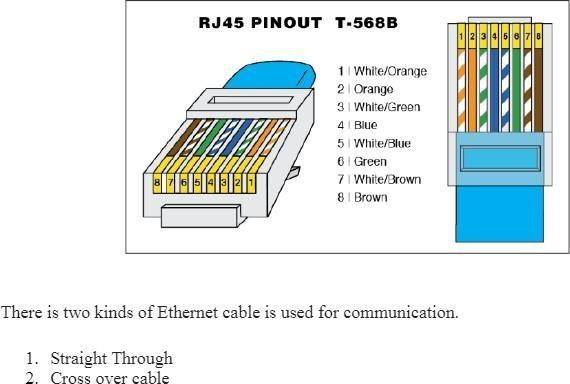 RJ45 PINOUT T-568B
1 | White/Orange
2 | Orange
3 | White/Green
4 | Blue
5 | White/Blue
6 | Green
7 | White/Brown
8 | Brown
1 2 3 4 5 6 7 8
8 7 6 5 4 3 2 1
There is two kinds of Ethernet cable is used for communication.
1. Straight Through
2. Cross over cable